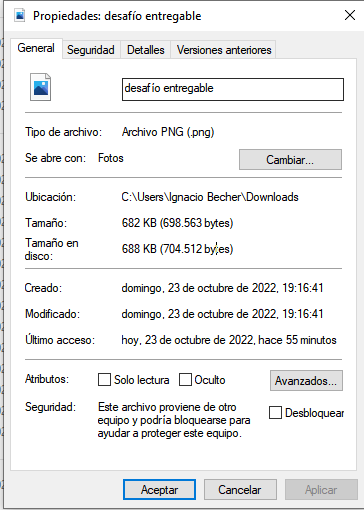 Propiedades: desafío entregable
General Seguridad Detalles Versiones anteriores
desafío entregable
Tipo de archivo: Archivo PNG (.png)
Se abre con: Fotos Cambiar...
Ubicación: C:\Users\Ignacio Becher\Downloads
Tamaño: 682 KB (698.563 bytes)
Tamaño en
disco: 688 KB (704.512 bytes)
Creado: domingo, 23 de octubre de 2022, 19:16:41
Modificado: domingo, 23 de octubre de 2022, 19:16:41
Último acceso: hoy, 23 de octubre de 2022, hace 55 minutos
Atributos: Solo lectura Oculto Avanzados...
Seguridad: Este archivo proviene de otro
equipo y podría bloquearse para
ayudar a proteger este equipo.
Desbloquear
Aceptar Cancelar Aplicar